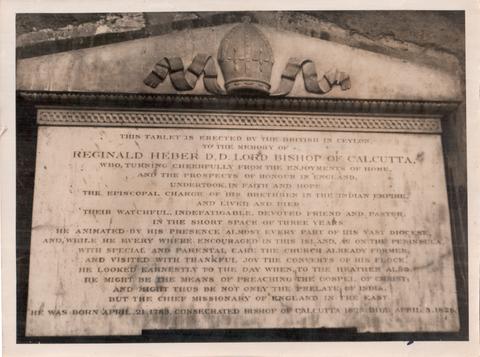 THIS TABLET IS ERECTED BY THE BRITISH IN CEYLON,
TO THE MEMORY OF
REGINALD HEBER D.D. LORD BISHOP OF CALCUTTA,
WHO, TURNING CHEERFULLY FROM THE ENJOYMENTS OF HOME,
AND THE PROSPECTS OF HONOUR IN ENGLAND,
UNDERTOOK, IN FAITH AND HOPE
THE EPISCOPAL CHARGE OF HIS BRETHREN IN THE INDIAN EMPIRE,
AND LIVED AND DIED
THEIR WATCHFUL, INDEFATIGABLE, DEVOTED FRIEND AND PASTOR.
IN THE SHORT SPACE OF THREE YEARS
HE ANIMATED BY HIS PRESENCE ALMOST EVERY PART OF HIS VAST DIOCESE,
AND, WHILE HE EVERY WHERE ENCOURAGED IN THIS ISLAND, & ON THE PENINSULA
WITH SPECIAL AND PARENTAL CARE THE CHURCH ALREADY FORMED,
AND VISITED WITH THANKFUL JOY THE CONVERTS OF HIS FLOCK,
HE LOOKED EARNESTLY TO THE DAY WHEN, TO THE HEATHEN ALSO
HE MIGHT BE THE MEANS OF PREACHING THE GOSPEL OF CHRIST,
AND MIGHT THUS BE NOT ONLY THE PRELATE OF INDIA,
BUT THE CHIEF MISSIONARY OF ENGLAND IN THE EAST
HE WAS BORN APRIL 21, 1783, CONSECRATED BISHOP OF CALCUTTA DIED APRIL 3, 1826.